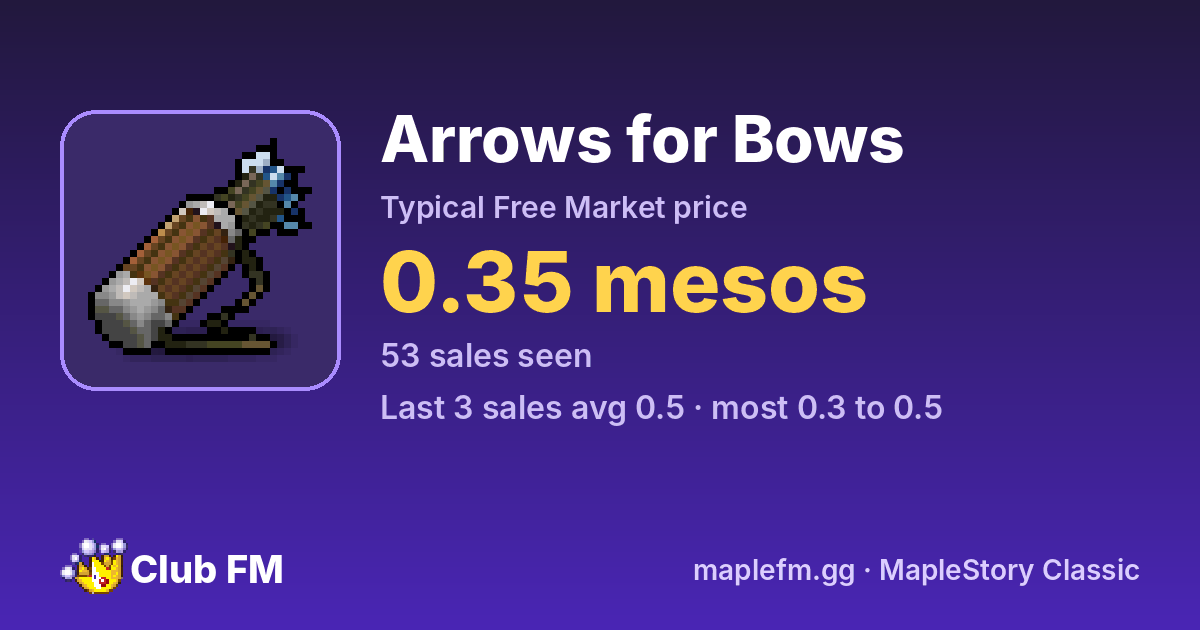 Arrows for Bows
Typical Free Market price
0.35 mesos
53 sales seen
Last 3 sales avg 0.5 · most 0.3 to 0.5
Club FM
maplefm.gg · MapleStory Classic